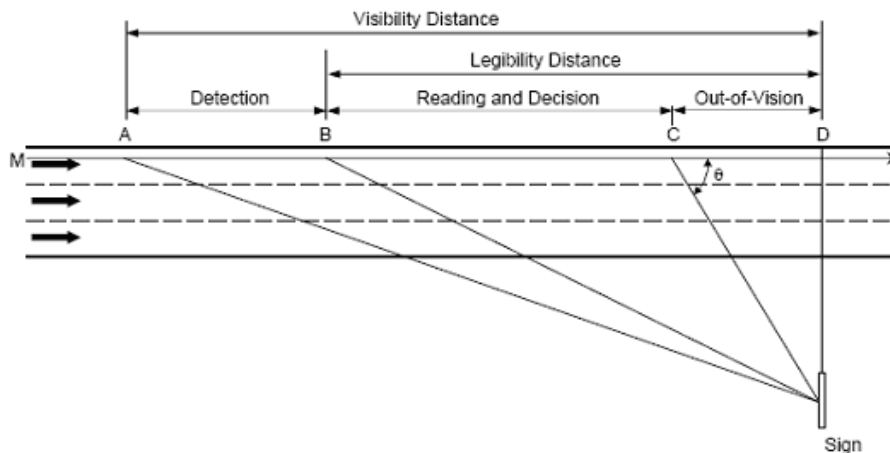 Visibility Distance
Legibility Distance
Detection Reading and Decision Out-of-Vision
A B C D
M X
θ
Sign